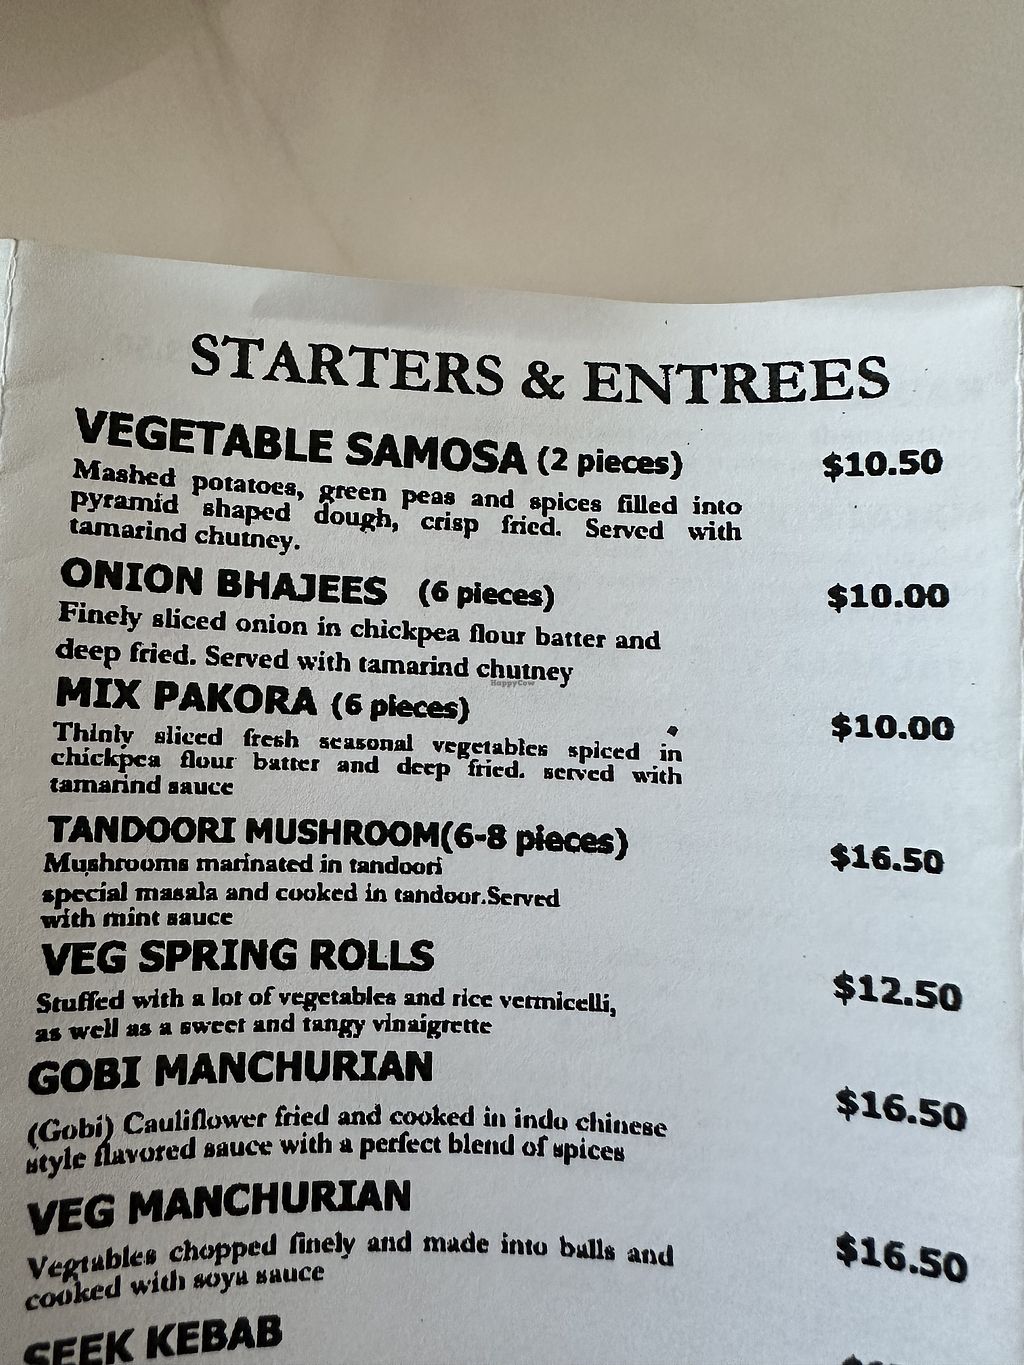 STARTERS & ENTREES
VEGETABLE SAMOSA (2 pieces) $10.50
Mashed potatoes, green peas and spices filled into
pyramid shaped dough, crisp fried. Served with
tamarind chutney.
ONION BHAJEES (6 pieces) $10.00
Finely sliced onion in chickpea flour batter and
deep fried. Served with tamarind chutney
HappyCow
MIX PAKORA (6 pieces) $10.00
Thinly sliced fresh seasonal vegetables spiced in
chickpea flour batter and deep fried. served with
tamarind sauce
TANDOORI MUSHROOM(6-8 pieces) $16.50
Mushrooms marinated in tandoori
special masala and cooked in tandoor.Served
with mint sauce
VEG SPRING ROLLS $12.50
Stuffed with a lot of vegetables and rice vermicelli,
as well as a sweet and tangy vinaigrette
GOBI MANCHURIAN $16.50
(Gobi) Cauliflower fried and cooked in indo chinese
style flavored sauce with a perfect blend of spices
VEG MANCHURIAN $16.50
Vegtables chopped finely and made into balls and
cooked with soya sauce
SEEK KEBAB